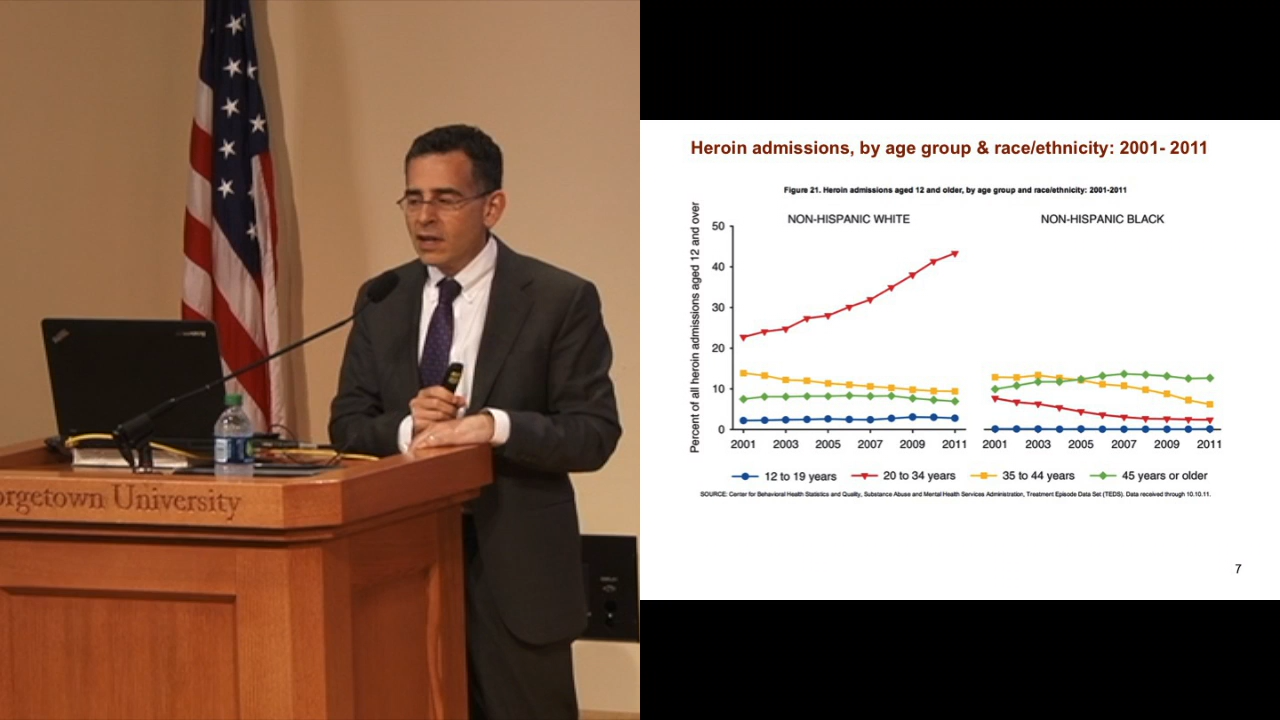 orgetown University
Heroin admissions, by age group & race/ethnicity: 2001- 2011
Figure 21. Heroin admissions aged 12 and older, by age group and race/ethnicity: 2001-2011
Percent of all heroin admissions aged 12 and over
NON-HISPANIC WHITE
NON-HISPANIC BLACK
50
40
30
20
10
0
2001 2003 2005 2007 2009 2011
2001 2003 2005 2007 2009 2011
12 to 19 years 20 to 34 years 35 to 44 years 45 years or older
SOURCE: Center for Behavioral Health Statistics and Quality, Substance Abuse and Mental Health Services Administration, Treatment Episode Data Set (TEDS). Data received through 10.10.11.
7